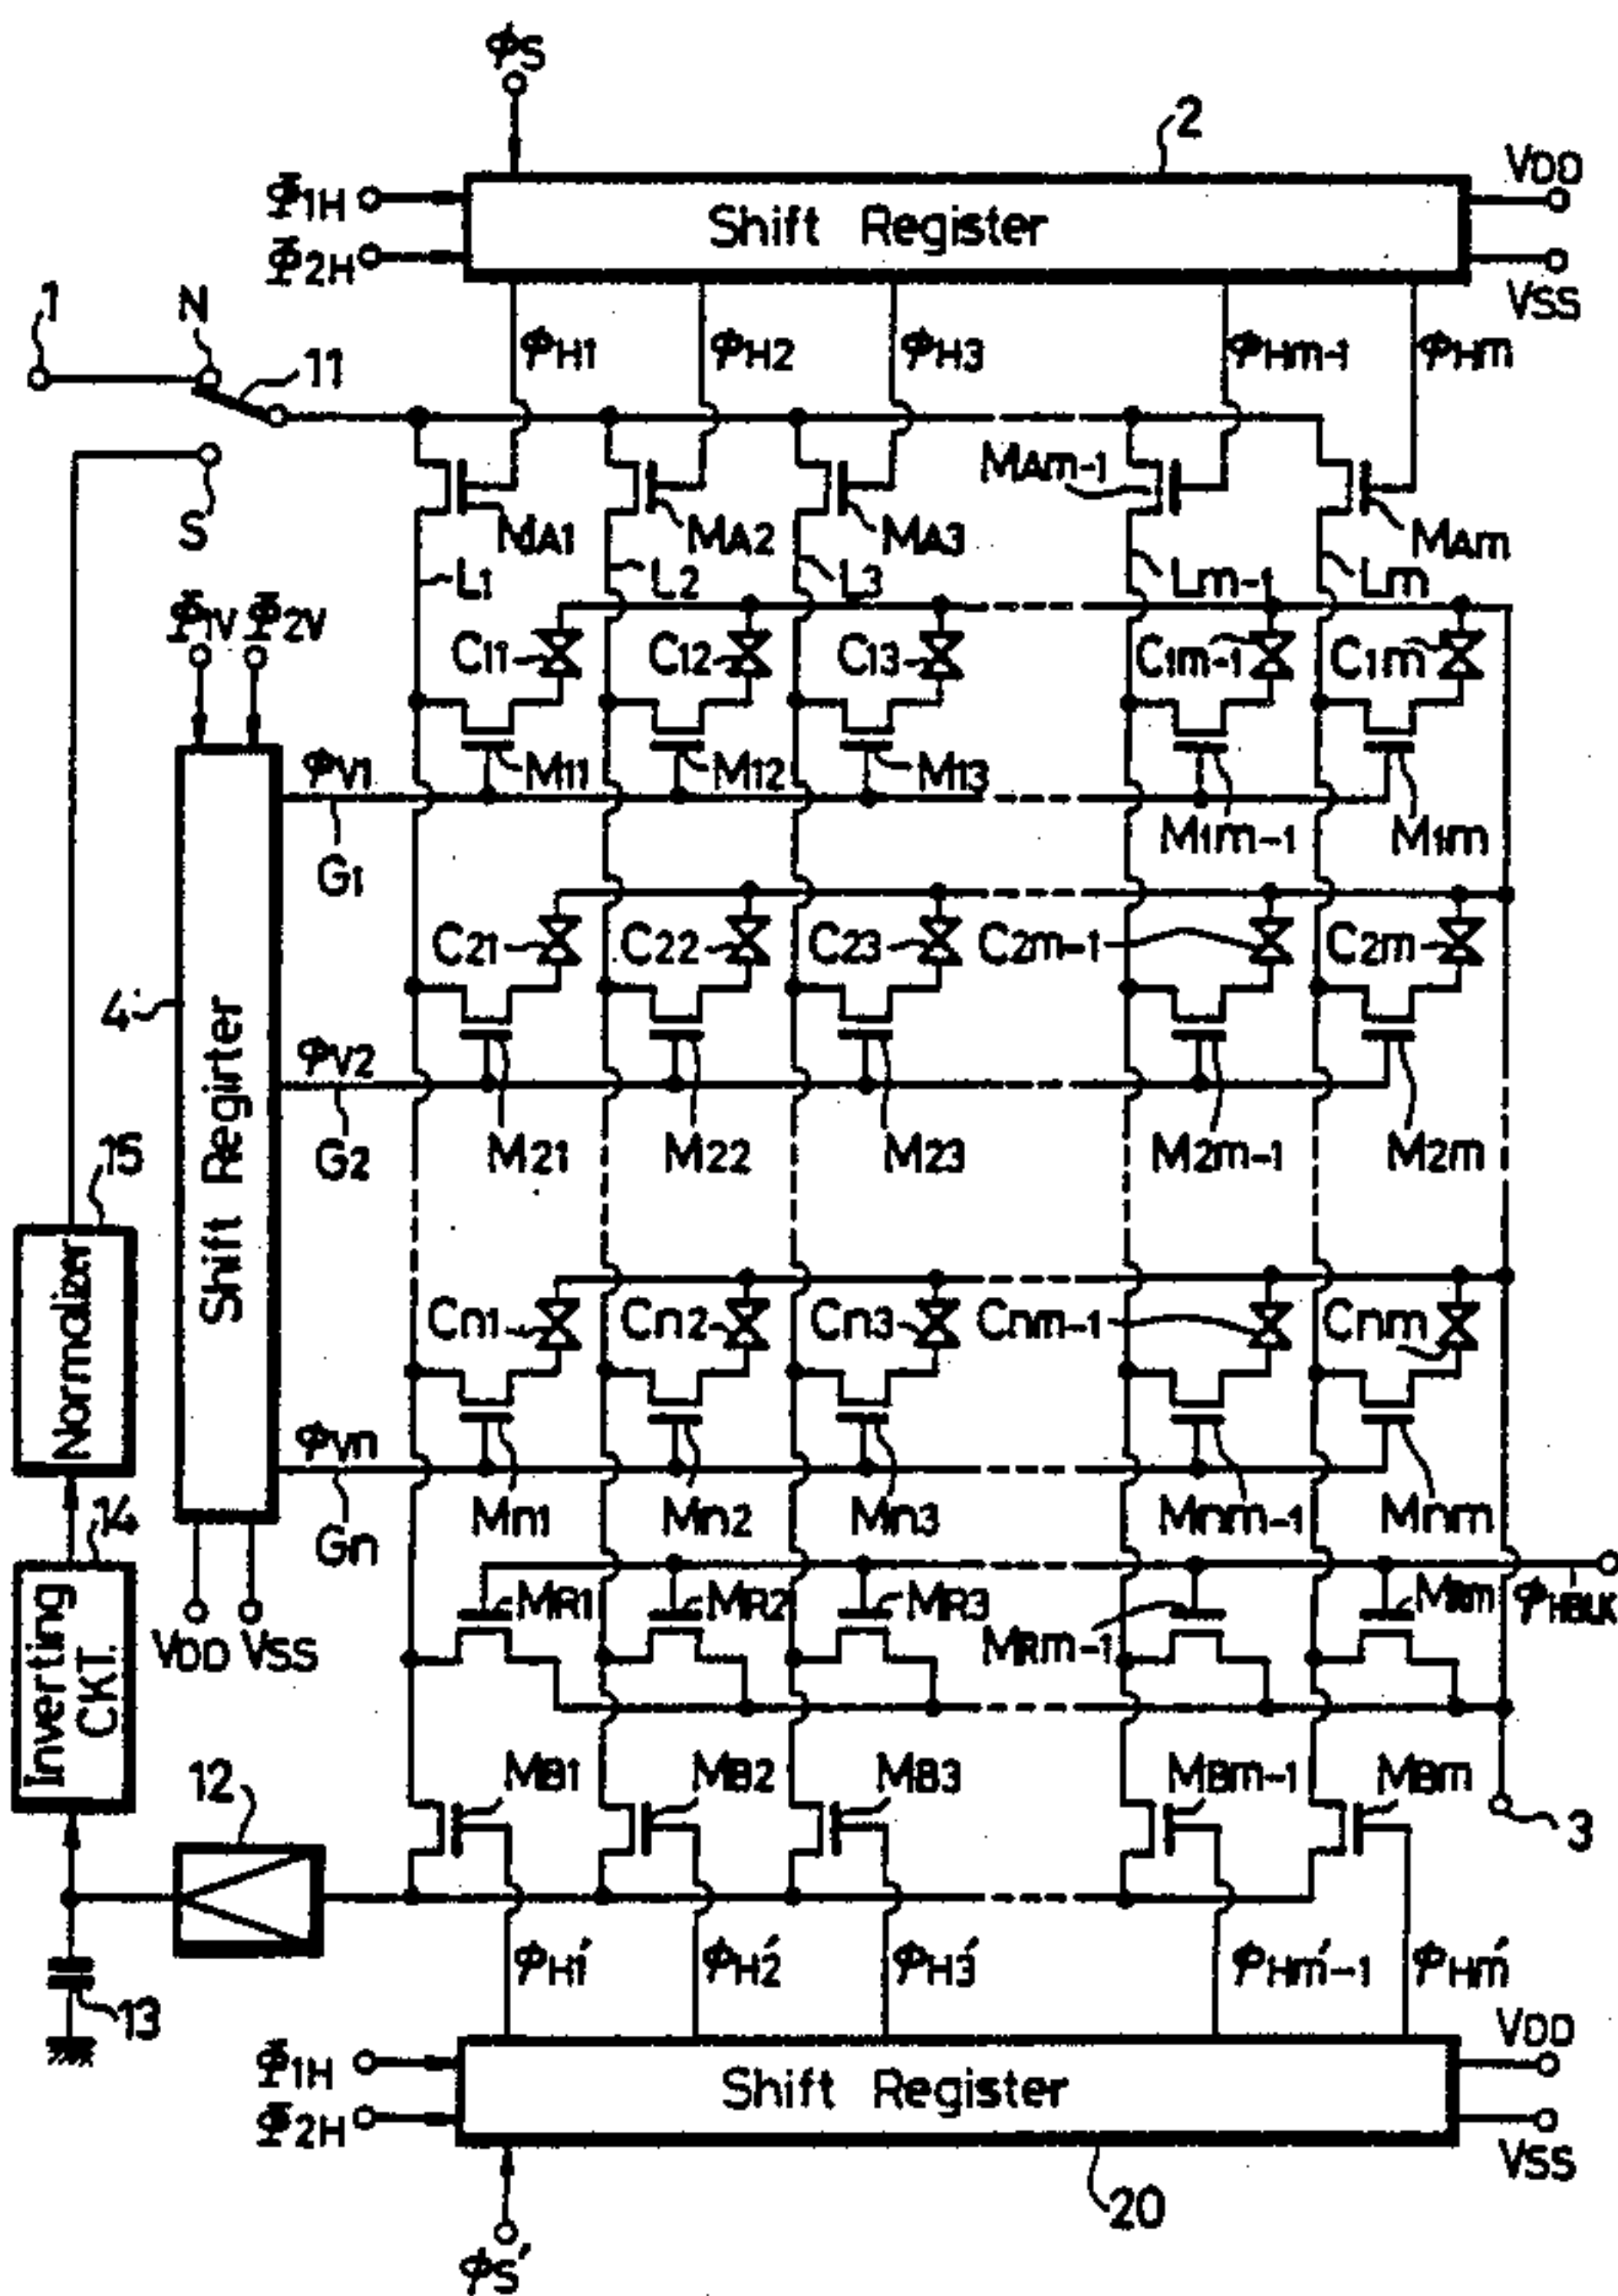 φS
2
Φ1H
Shift Register
VDD
Φ2H
VSS
1
N
11
φH1
φH2
φH3
φHm-1
φHm
S
MA1
MA2
MA3
MAm-1
MAm
L1
L2
L3
Lm-1
Lm
Φ1V
Φ2V
C11
C12
C13
C1m-1
C1m
φV1
M11
M12
M13
M1m-1
M1m
G1
C21
C22
C23
C2m-1
C2m
4
Shift Regirter
φV2
G2
M21
M22
M23
M2m-1
M2m
15
Normalizer
Cn1
Cn2
Cn3
Cnm-1
Cnm
φVn
Gn
Mn1
Mn2
Mn3
Mnm-1
Mnm
14
Inverting
CKT.
VDD
VSS
MR1
MR2
MR3
MRm-1
MRm
φHBLK
12
MB1
MB2
MB3
MBm-1
MBm
3
13
φH1'
φH2'
φH3'
φHm'-1
φHm'
Φ1H
Shift Register
VDD
Φ2H
VSS
20
φS'